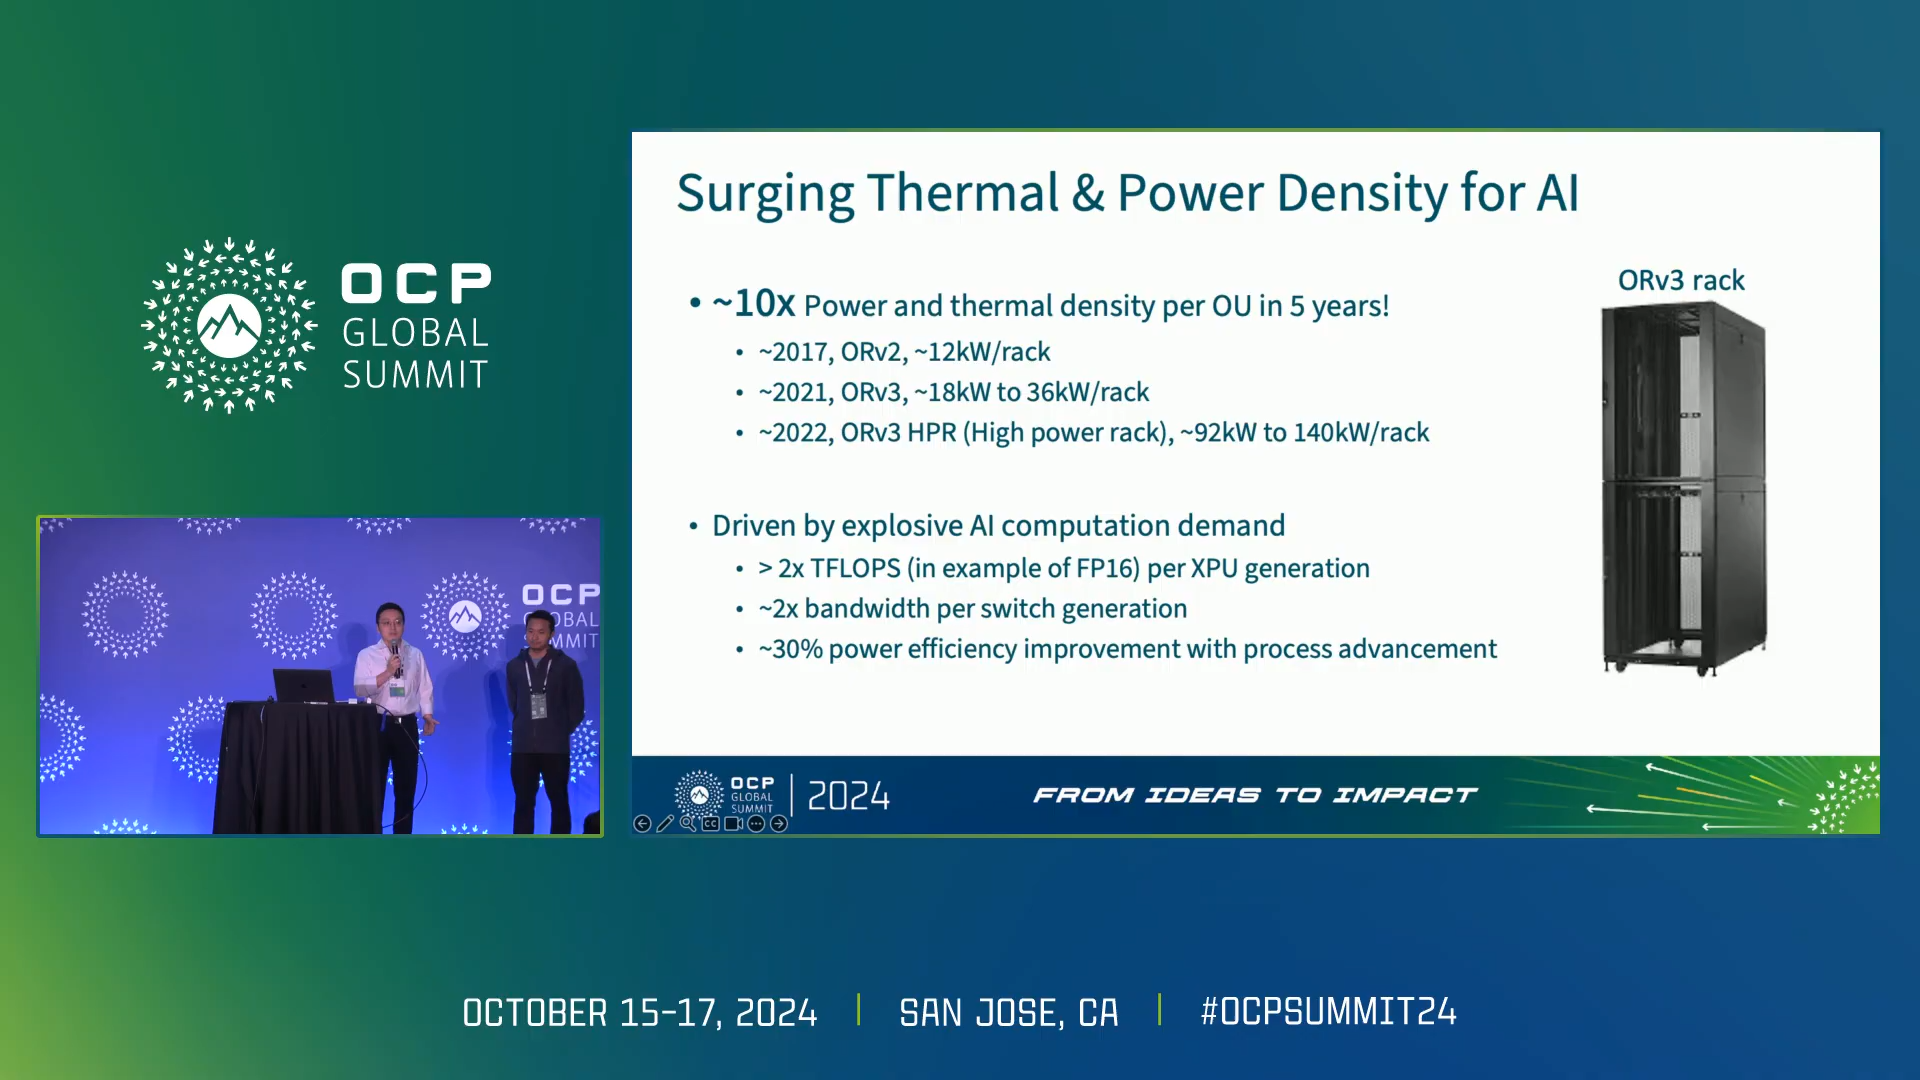 OCP
GLOBAL
SUMMIT
Surging Thermal & Power Density for AI
ORv3 rack
• ~10x Power and thermal density per OU in 5 years!
• ~2017, ORv2, ~12kW/rack
• ~2021, ORv3, ~18kW to 36kW/rack
• ~2022, ORv3 HPR (High power rack), ~92kW to 140kW/rack
• Driven by explosive AI computation demand
• > 2x TFLOPS (in example of FP16) per XPU generation
• ~2x bandwidth per switch generation
• ~30% power efficiency improvement with process advancement
OCP
GLOBAL
SUMMIT
2024
FROM IDEAS TO IMPACT
CC
OCP
OBAL
MMIT
OCTOBER 15-17, 2024 | SAN JOSE, CA | #OCPSUMMIT24